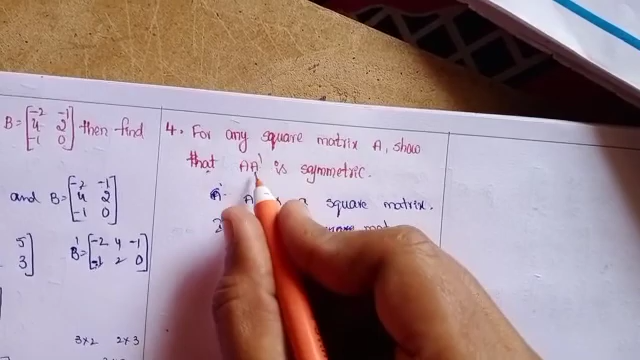 B = [-2 -1 4 2 -1 0] then find
and B = [-2 -1 4 2 -1 0]
5] B' = [-2 4 -1
3] -1 2 0]
3×2 2×3
4. For any square matrix A, show
that AA' is symmetric.
A square matrix.